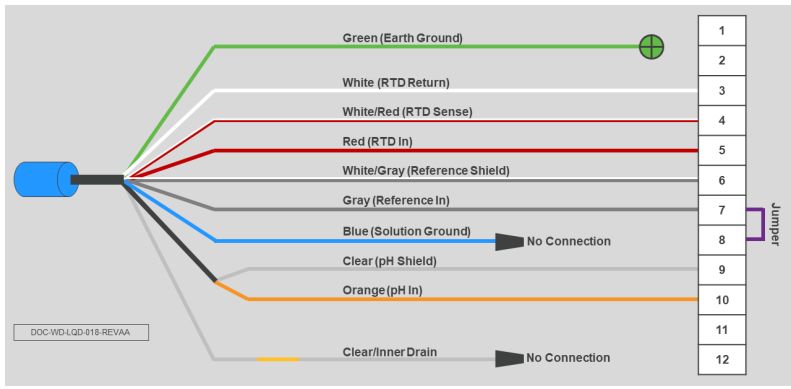 Green (Earth Ground)
1
2
White (RTD Return)
3
White/Red (RTD Sense)
4
Red (RTD In)
5
White/Gray (Reference Shield)
6
Gray (Reference In)
7
Jumper
Blue (Solution Ground)
No Connection
8
Clear (pH Shield)
9
Orange (pH In)
10
DOC-WD-LQD-018-REVAA
11
Clear/Inner Drain
No Connection
12